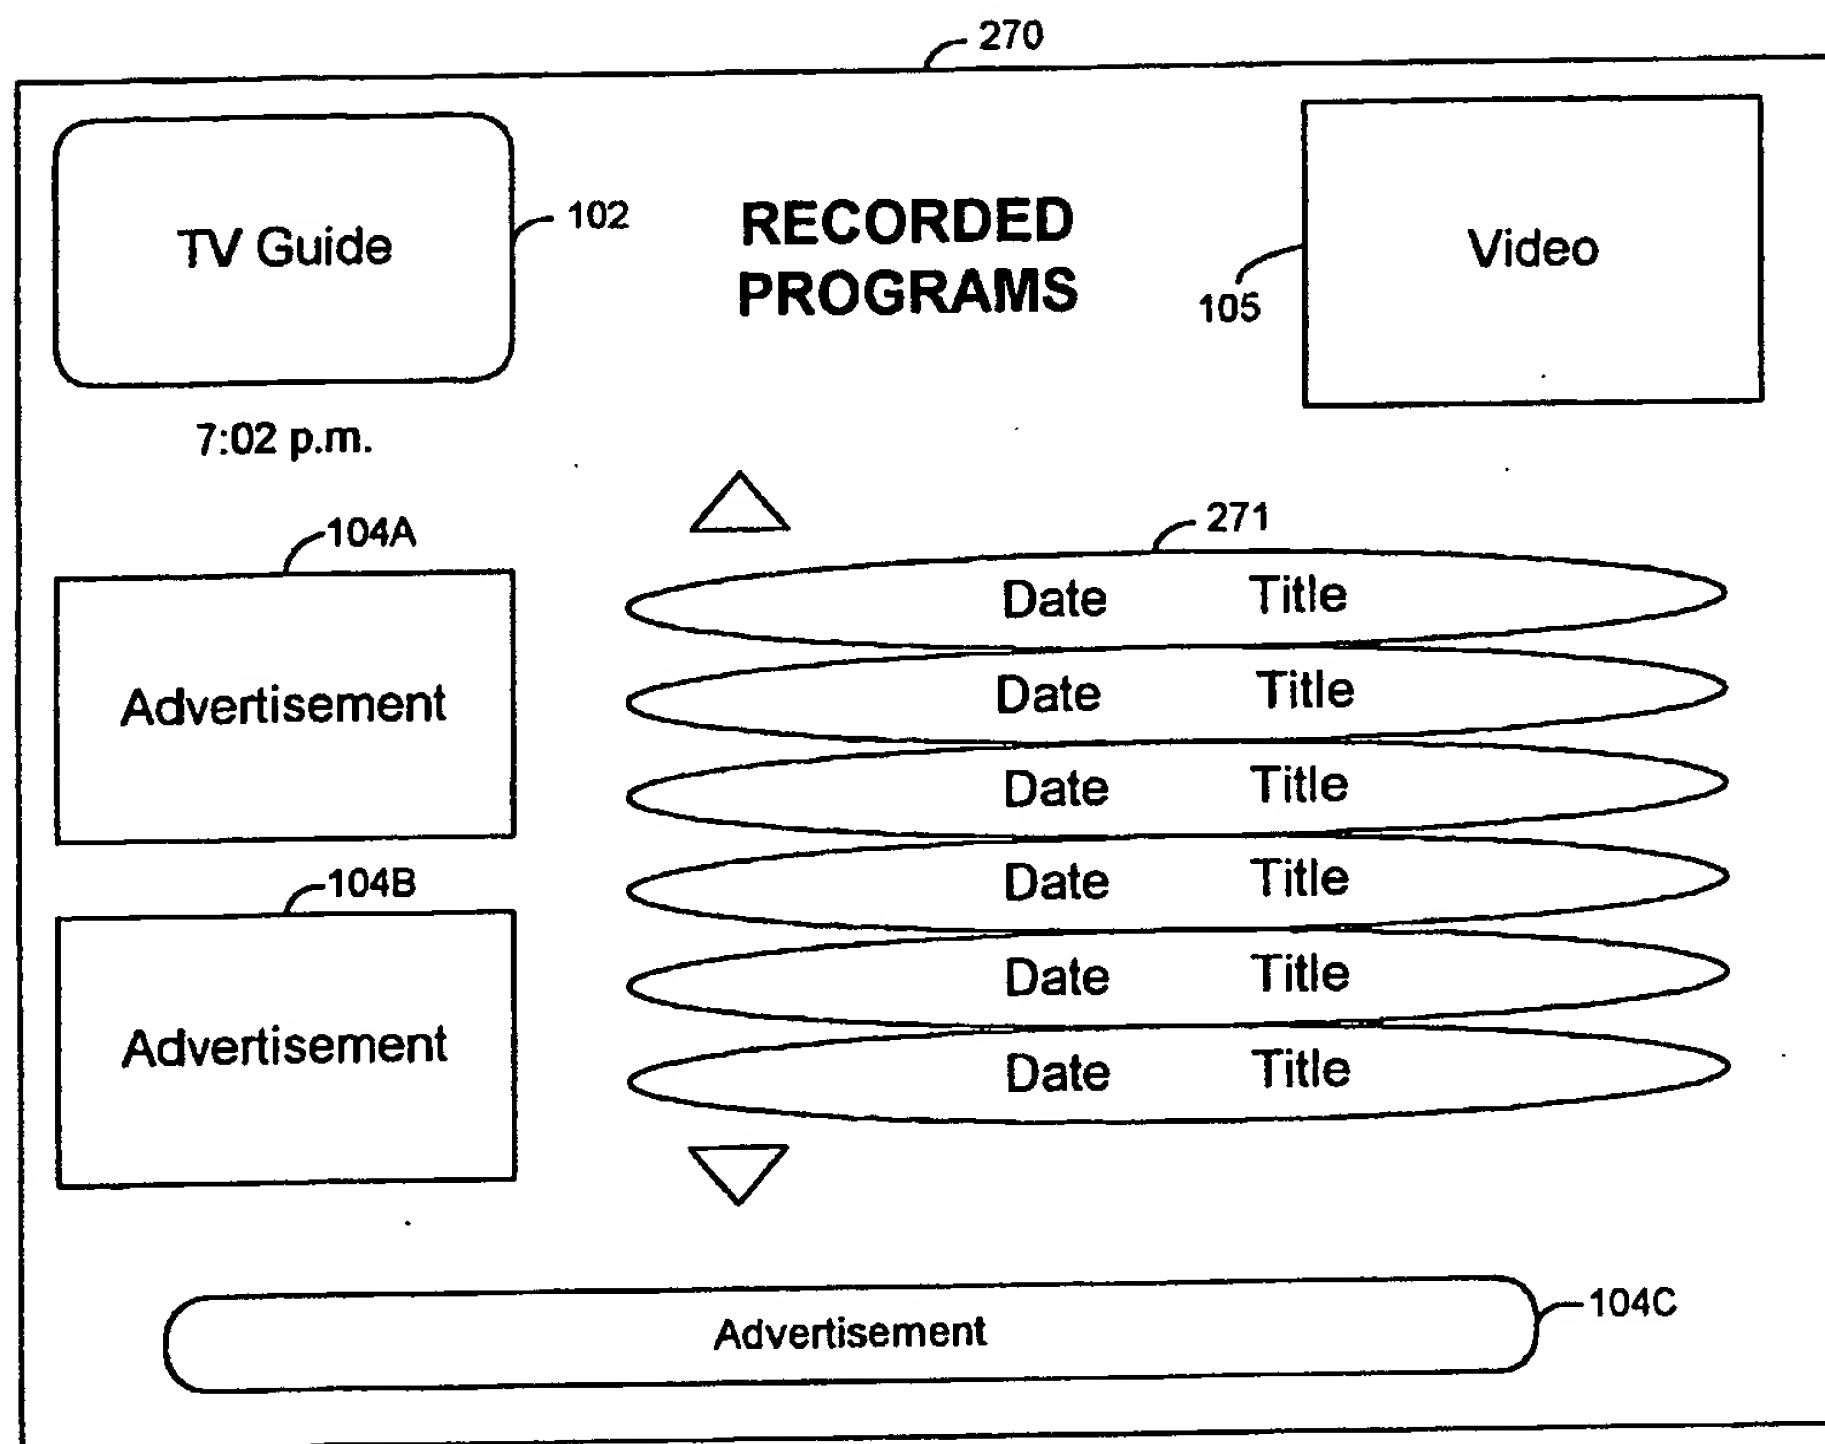 270
TV Guide
102
RECORDED
PROGRAMS
105
Video
7:02 p.m.
104A
Advertisement
104B
Advertisement
271
Date Title
Date Title
Date Title
Date Title
Date Title
Date Title
Advertisement
104C